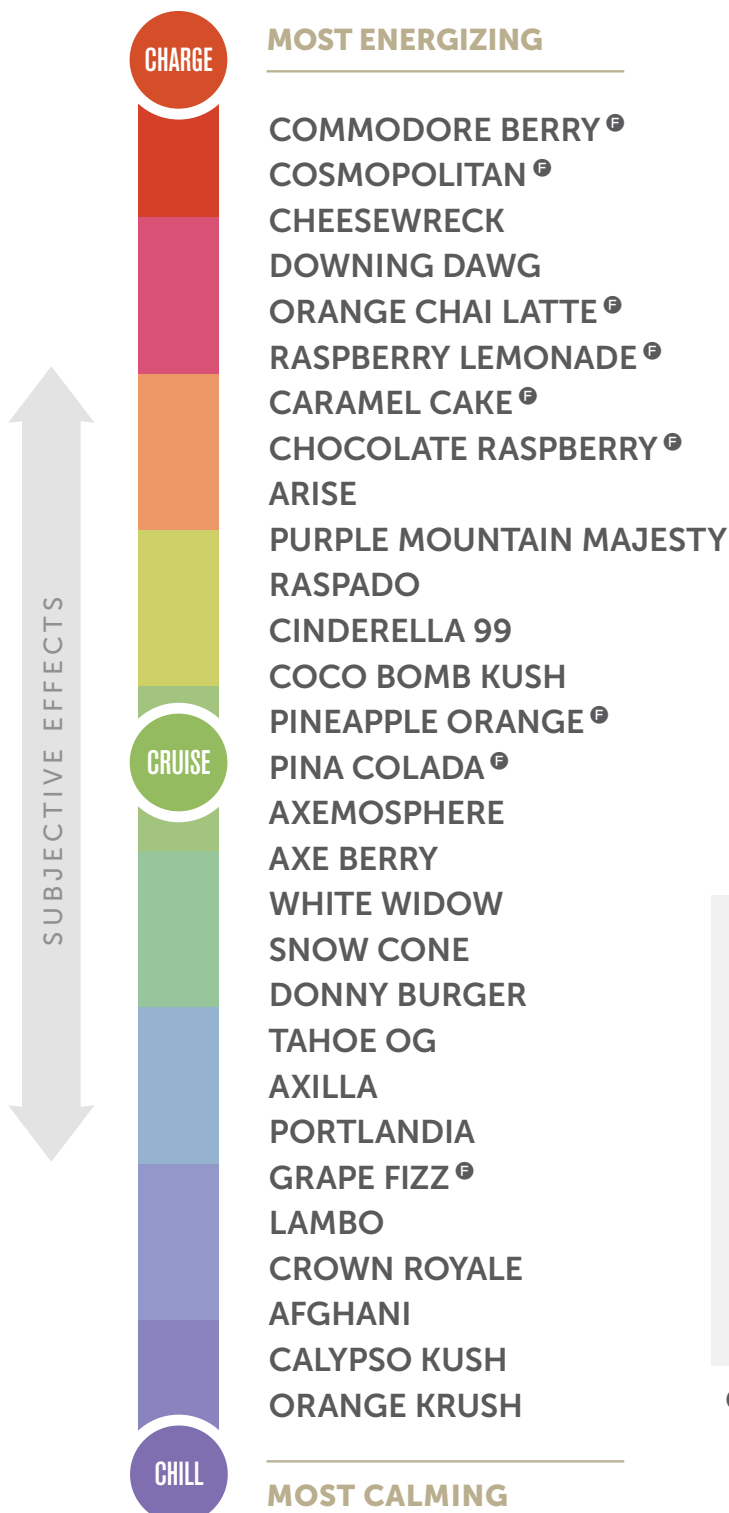 CHARGE
MOST ENERGIZING
COMMODORE BERRY F
COSMOPOLITAN F
CHEESEWRECK
DOWNING DAWG
ORANGE CHAI LATTE F
RASPBERRY LEMONADE F
CARAMEL CAKE F
CHOCOLATE RASPBERRY F
ARISE
PURPLE MOUNTAIN MAJESTY
RASPADO
CINDERELLA 99
COCO BOMB KUSH
PINEAPPLE ORANGE F
CRUISE
PINA COLADA F
AXEMOSPHERE
AXE BERRY
WHITE WIDOW
SNOW CONE
DONNY BURGER
TAHOE OG
AXILLA
PORTLANDIA
GRAPE FIZZ F
LAMBO
CROWN ROYALE
AFGHANI
CALYPSO KUSH
ORANGE KRUSH
CHILL
MOST CALMING
SUBJECTIVE EFFECTS